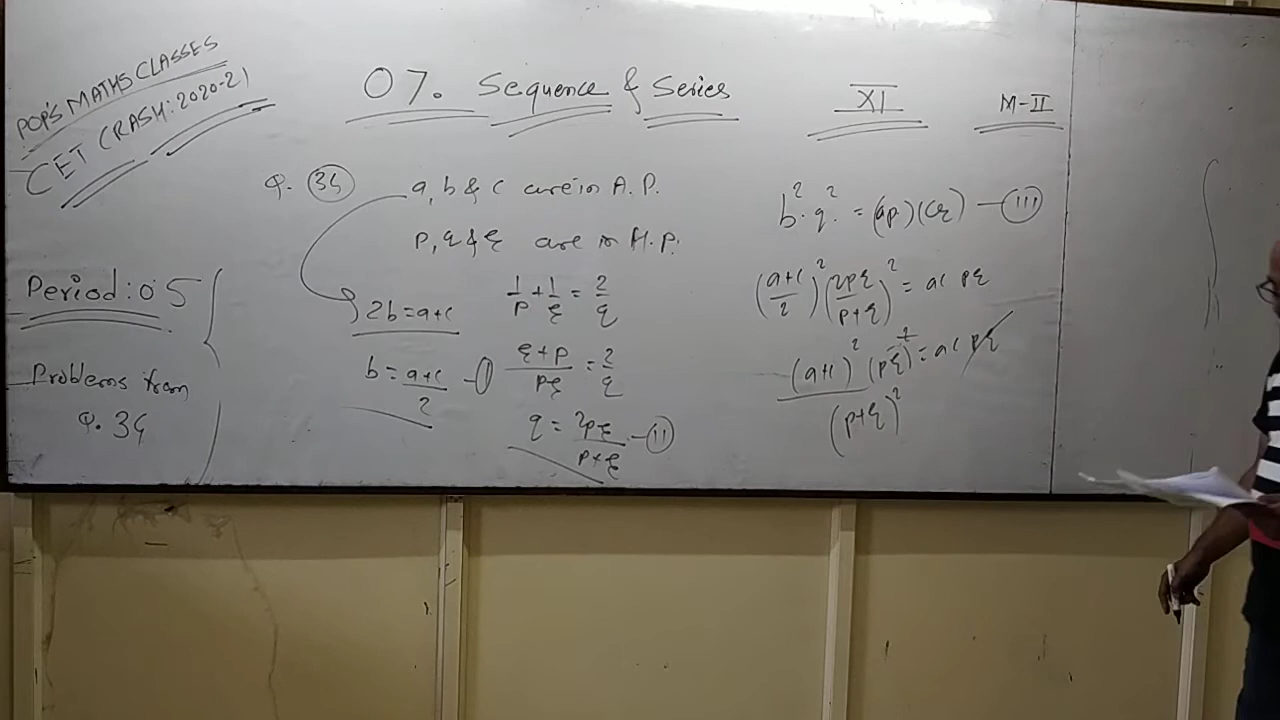 POP'S MATHS CLASSES
CET CRASH: 2020-21
07. Sequence & Series
XI
M-II
Period: 05
Problems from
Q. 34
Q. 34
a, b & c are in A.P.
p, q & r are in H.P.
2b = a+c
b = a+c/2 - I
1/p + 1/r = 2/q
r+p/pr = 2/q
q = 2pr/p+r - II
b². q² = (ap)(cr) - III
(a+c/2)² (2pr/p+r)² = ac pr
(a+c)² (pr)²/(p+r)² = ac pr